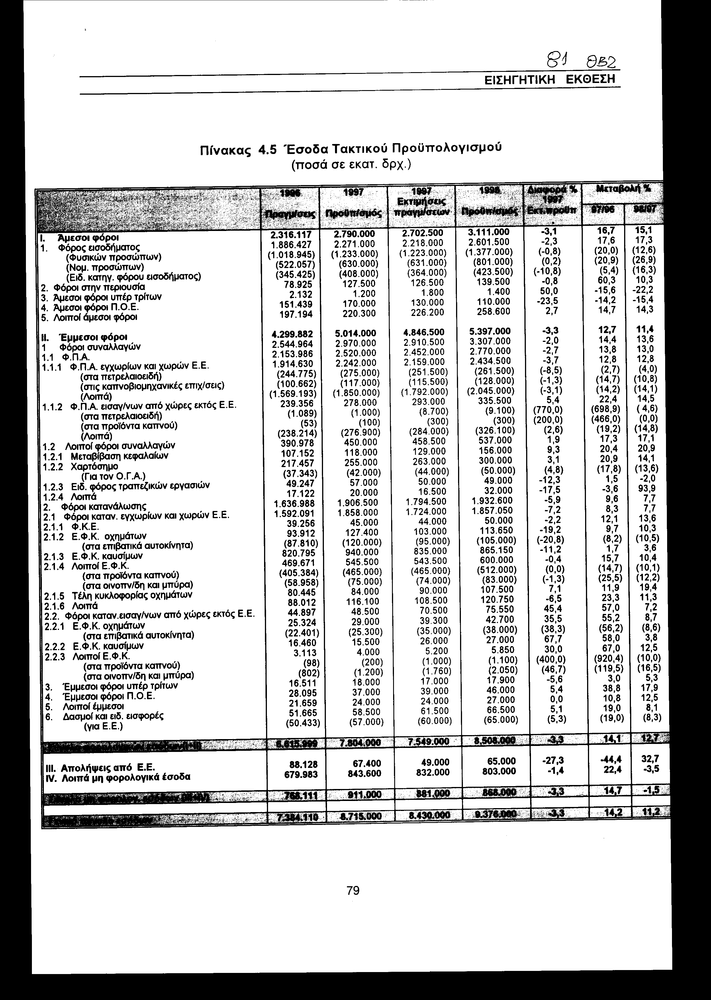 81 ΘΒ2
ΕΙΣΗΓΗΤΙΚΗ ΕΚΘΕΣΗ
Πίνακας 4.5 Έσοδα Τακτικού Προϋπολογισμού
(ποσά σε εκατ. δρχ.)
1996 1997 1997 1998 Διαφορά % Μεταβολή %
Εκτιμήσεις 1997
Πραγμ/σεις Προϋπ/σμός πραγμ/σεων Προϋπ/σμός Εκτ.προϋπ 97/96 98/97
I. Άμεσοι φόροι 2.316.117 2.790.000 2.702.500 3.111.000 -3,1 16,7 15,1
1. Φόρος εισοδήματος 1.886.427 2.271.000 2.218.000 2.601.500 -2,3 17,6 17,3
(Φυσικών προσώπων) (1.018.945) (1.233.000) (1.223.000) (1.377.000) (-0,8) (20,0) (12,6)
(Νομ. προσώπων) (522.057) (630.000) (631.000) (801.000) (0,2) (20,9) (26,9)
(Ειδ. κατηγ. φόρου εισοδήματος) (345.425) (408.000) (364.000) (423.500) (-10,8) (5,4) (16,3)
2. Φόροι στην περιουσία 78.925 127.500 126.500 139.500 -0,8 60,3 10,3
3. Άμεσοι φόροι υπέρ τρίτων 2.132 1.200 1.800 1.400 50,0 -15,6 -22,2
4. Άμεσοι φόροι Π.Ο.Ε. 151.439 170.000 130.000 110.000 -23,5 -14,2 -15,4
5. Λοιποί άμεσοι φόροι 197.194 220.300 226.200 258.600 2,7 14,7 14,3
II. Έμμεσοι φόροι 4.299.882 5.014.000 4.846.500 5.397.000 -3,3 12,7 11,4
1 Φόροι συναλλαγών 2.544.964 2.970.000 2.910.500 3.307.000 -2,0 14,4 13,6
1.1 Φ.Π.Α. 2.153.986 2.520.000 2.452.000 2.770.000 -2,7 13,8 13,0
1.1.1 Φ.Π.Α. εγχωρίων και χωρών Ε.Ε. 1.914.630 2.242.000 2.159.000 2.434.500 -3,7 12,8 12,8
(στα πετρελαιοειδή) (244.775) (275.000) (251.500) (261.500) (-8,5) (2,7) (4,0)
(στις καπνοβιομηχανικές επιχ/σεις) (100.662) (117.000) (115.500) (128.000) (-1,3) (14,7) (10,8)
(Λοιπά) (1.569.193) (1.850.000) (1.792.000) (2.045.000) (-3,1) (14,2) (14,1)
1.1.2 Φ.Π.Α. εισαγ/νων από χώρες εκτός Ε.Ε. 239.356 278.000 293.000 335.500 5,4 22,4 14,5
(στα πετρελαιοειδή) (1.089) (1.000) (8.700) (9.100) (770,0) (698,9) ( 4,6)
(στα προϊόντα καπνού) (53) (100) (300) (300) (200,0) (466,0) (0,0)
(Λοιπά) (238.214) (276.900) (284.000) (326.100) (2,6) (19,2) (14,8)
1.2 Λοιποί φόροι συναλλαγών 390.978 450.000 458.500 537.000 1,9 17,3 17,1
1.2.1 Μεταβίβαση κεφαλαίων 107.152 118.000 129.000 156.000 9,3 20,4 20,9
1.2.2 Χαρτόσημο 217.457 255.000 263.000 300.000 3,1 20,9 14,1
(Για τον Ο.Γ.Α.) (37.343) (42.000) (44.000) (50.000) (4,8) (17,8) (13,6)
1.2.3 Ειδ. φόρος τραπεζικών εργασιών 49.247 57.000 50.000 49.000 -12,3 1,5 -2,0
1.2.4 Λοιπά 17.122 20.000 16.500 32.000 -17,5 -3,6 93,9
2. Φόροι κατανάλωσης 1.636.988 1.906.500 1.794.500 1.932.600 -5,9 9,6 7,7
2.1 Φόροι καταν. εγχωρίων και χωρών Ε.Ε. 1.592.091 1.858.000 1.724.000 1.857.050 -7,2 8,3 7,7
2.1.1 Φ.Κ.Ε. 39.256 45.000 44.000 50.000 -2,2 12,1 13,6
2.1.2 Ε.Φ.Κ. οχημάτων 93.912 127.400 103.000 113.650 -19,2 9,7 10,3
(στα επιβατικά αυτοκίνητα) (87.810) (120.000) (95.000) (105.000) (-20,8) (8,2) (10,5)
2.1.3 Ε.Φ.Κ. καυσίμων 820.795 940.000 835.000 865.150 -11,2 1,7 3,6
2.1.4 Λοιποί Ε.Φ.Κ. 469.671 545.500 543.500 600.000 -0,4 15,7 10,4
(στα προϊόντα καπνού) (405.384) (465.000) (465.000) (512.000) (0,0) (14,7) (10,1)
(στα οινοπν/δη και μπύρα) (58.958) (75.000) (74.000) (83.000) (-1,3) (25,5) (12,2)
2.1.5 Τέλη κυκλοφορίας οχημάτων 80.445 84.000 90.000 107.500 7,1 11,9 19,4
2.1.6 Λοιπά 88.012 116.100 108.500 120.750 -6,5 23,3 11,3
2.2. Φόροι καταν.εισαγ/νων από χώρες εκτός Ε.Ε. 44.897 48.500 70.500 75.550 45,4 57,0 7,2
2.2.1 Ε.Φ.Κ. οχημάτων 25.324 29.000 39.300 42.700 35,5 55,2 8,7
(στα επιβατικά αυτοκίνητα) (22.401) (25.300) (35.000) (38.000) (38,3) (56,2) (8,6)
2.2.2 Ε.Φ.Κ. καυσίμων 16.460 15.500 26.000 27.000 67,7 58,0 3,8
2.2.3 Λοιποί Ε.Φ.Κ. 3.113 4.000 5.200 5.850 30,0 67,0 12,5
(στα προϊόντα καπνού) (98) (200) (1.000) (1.100) (400,0) (920,4) (10,0)
(στα οινοπν/δη και μπύρα) (802) (1.200) (1.760) (2.050) (46,7) (119,5) (16,5)
3. Έμμεσοι φόροι υπέρ τρίτων 16.511 18.000 17.000 17.900 -5,6 3,0 5,3
4. Έμμεσοι φόροι Π.Ο.Ε. 28.095 37.000 39.000 46.000 5,4 38,8 17,9
5. Λοιποί έμμεσοι 21.659 24.000 24.000 27.000 0,0 10,8 12,5
6. Δασμοί και ειδ. εισφορές 51.665 58.500 61.500 66.500 5,1 19,0 8,1
(για Ε.Ε.) (50.433) (57.000) (60.000) (65.000) (5,3) (19,0) (8,3)
6.615.999 7.804.000 7.549.000 8.508.000 -3,3 14,1 12,7
III. Απολήψεις από Ε.Ε. 88.128 67.400 49.000 65.000 -27,3 -44,4 32,7
IV. Λοιπά μη φορολογικά έσοδα 679.983 843.600 832.000 803.000 -1,4 22,4 -3,5
768.111 911.000 881.000 868.000 -3,3 14,7 -1,5
7.384.110 8.715.000 8.430.000 9.376.000 -3,3 14,2 11,2
79